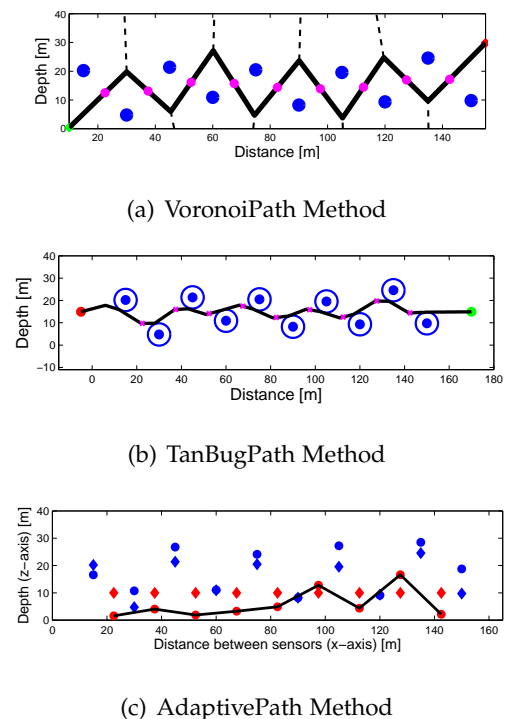 40
30
20
10
0
Depth [m]
20 40 60 80 100 120 140
Distance [m]
(a) VoronoiPath Method
40
30
20
10
0
−10
Depth [m]
0 20 40 60 80 100 120 140 160 180
Distance [m]
(b) TanBugPath Method
40
30
20
10
0
Depth (z−axis) [m]
0 20 40 60 80 100 120 140 160
Distance between sensors (x−axis) [m]
(c) AdaptivePath Method